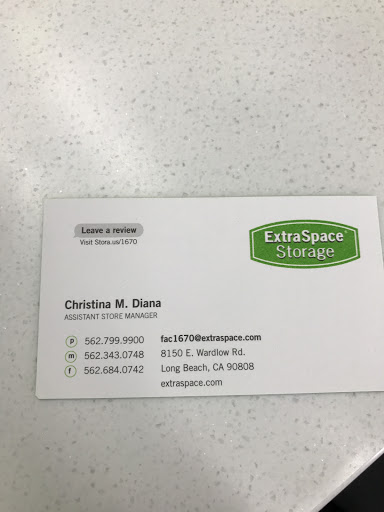 Leave a review
Visit Stora.us/1670
ExtraSpace®
Storage
Christina M. Diana
ASSISTANT STORE MANAGER
p 562.799.9900
m 562.343.0748
f 562.684.0742
fac1670@extraspace.com
8150 E. Wardlow Rd.
Long Beach, CA 90808
extraspace.com